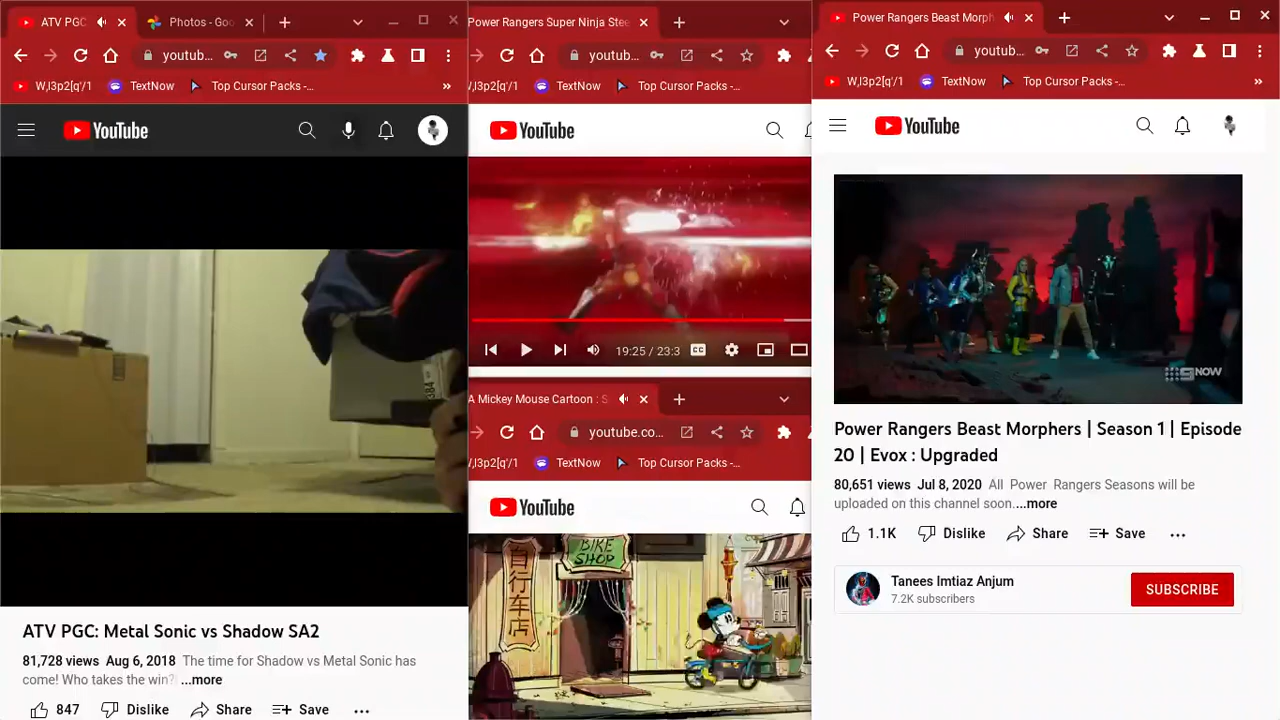 ATV PGC
Photos - Goo
youtub...
W,l3p2[q'/1
TextNow
Top Cursor Packs -...
»
YouTube
384
ATV PGC: Metal Sonic vs Shadow SA2
81,728 views Aug 6, 2018 The time for Shadow vs Metal Sonic has
come! Who takes the win? ...more
847 Dislike Share Save ...
Power Rangers Super Ninja Stee
youtub...
W,l3p2[q'/1
TextNow
Top Cursor Packs -...
YouTube
19:25 / 23:3
CC
A Mickey Mouse Cartoon : S
youtube.co...
W,l3p2[q'/1
TextNow
Top Cursor Packs -...
YouTube
BIKE
SHOP
自行车店
Power Rangers Beast Morph
youtub...
W,l3p2[q'/1
TextNow
Top Cursor Packs -...
»
YouTube
9NOW
Power Rangers Beast Morphers | Season 1 | Episode
20 | Evox : Upgraded
80,651 views Jul 8, 2020 All Power Rangers Seasons will be
uploaded on this channel soon....more
1.1K Dislike Share Save ...
Tanees Imtiaz Anjum
7.2K subscribers
SUBSCRIBE